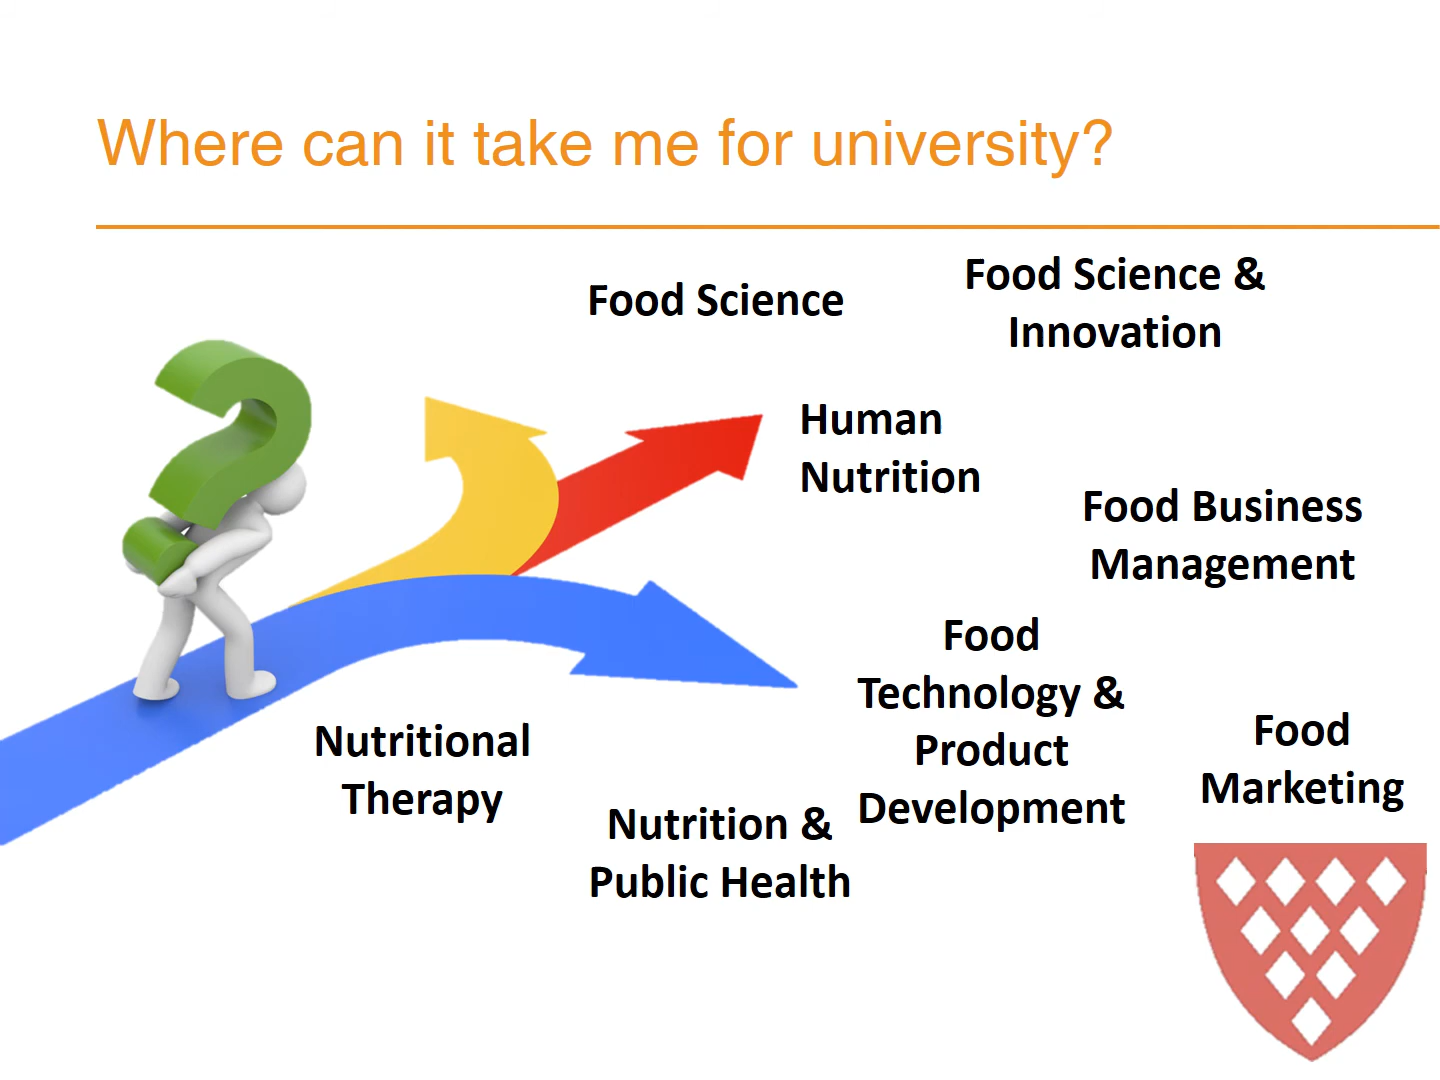 Where can it take me for university?
Food Science
Food Science &
Innovation
Human
Nutrition
Food Business
Management
Food
Technology &
Product
Development
Food
Marketing
Nutritional
Therapy
Nutrition &
Public Health